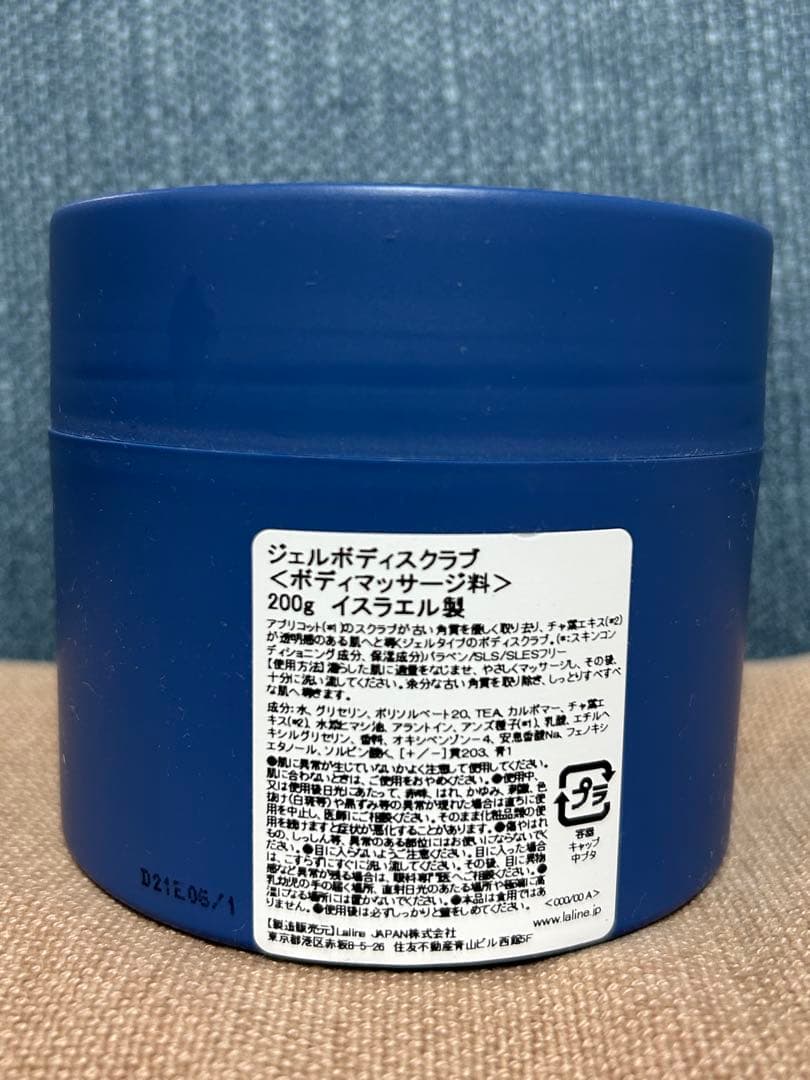 ジェルボディスクラブ
<ボディマッサージ料>
200g イスラエル製
アプリコット(*1)のスクラブが古い角質を優しく取り去り、チャ葉エキス(*2)
が透明感のある肌へと導くジェルタイプのボディスクラブ。(*:スキンコン
ディショニング成分、保湿成分)パラベン/SLS/SLESフリー
【使用方法】濡らした肌に適量をなじませ、やさしくマッサージし、その後、
十分に洗い流してください。余分な古い角質を取り除き、しっとりすべすべ
な肌へ導きます。
成分:水、グリセリン、ポリソルベート20、TEA、カルボマー、チャ葉エ
キス(*2)、水添ヒマシ油、アラントイン、アンズ種子(*1)、乳酸、エチルヘ
キシルグリセリン、香料、オキシベンゾン-4、安息香酸Na、フェノキシ
エタノール、ソルビン酸K、[+/-]黄203、青1
●肌に異常が生じていないかよく注意して使用してください。
肌に合わないときは、ご使用をおやめください。●使用中、
又は使用後日光にあたって、赤味、はれ、かゆみ、刺激、色
抜け(白斑等)や黒ずみ等の異常が現れた場合は直ちに使
用を中止し、医師にご相談ください。そのまま化粧品類の使
用を続けますと症状が悪化することがあります。●傷やはれ
もの、しっしん等、異常のある部位にはお使いにならないでく
ださい。●目に入らないようご注意ください。目に入った場合
は、こすらずにすぐに洗い流してください。その後、目に異物
感など異常が残る場合は、眼科専門医へご相談ください。●
乳幼児の手の届く場所、直射日光のあたる場所や極端に高
温になる場所には置かないでください。●本品は食用ではあ
りません。●使用後は必ずしっかりと蓋をしめてください。
プラ
容器
キャップ
中ブタ
<000/00 A>
www.laline.jp
【製造販売元】Laline JAPAN株式会社
東京都港区赤坂8-5-26 住友不動産青山ビル西館5F
D21E06/1